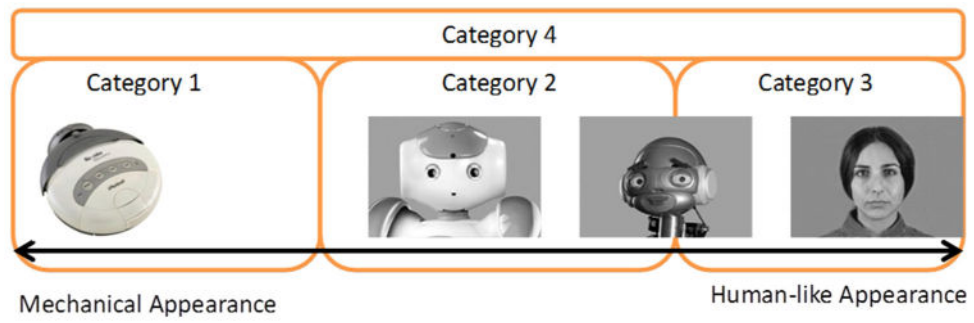 Category 4
Category 1
Category 2
Category 3
Mechanical Appearance
Human-like Appearance